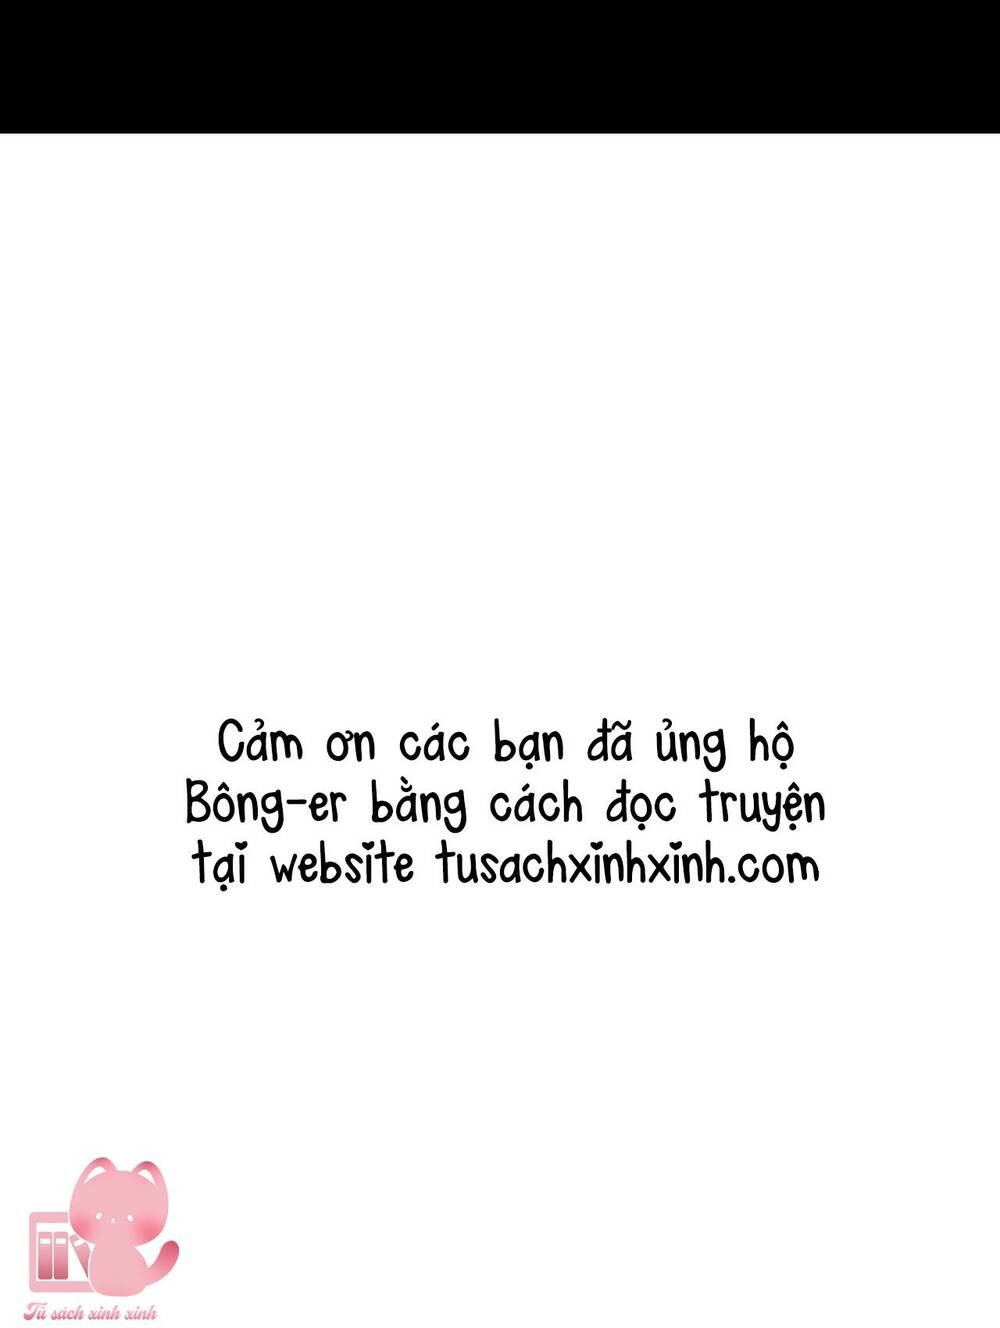 Cảm ơn các bạn đã ủng hộ
Bông-er bằng cách đọc truyện
tại website tusachxinhxinh.com
Tủ sách xinh xinh